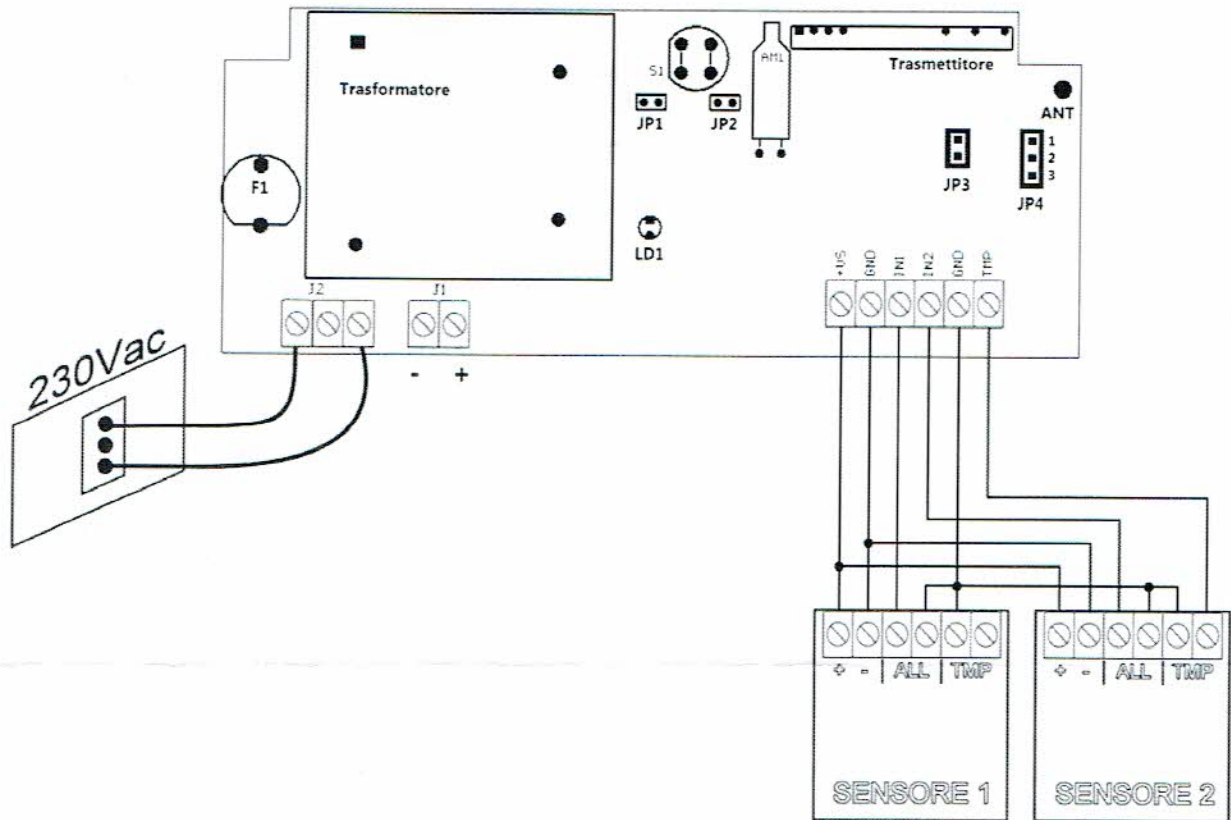 Trasformatore
S1
AM1
Trasmettitore
ANT
JP1
JP2
JP3
1
2
3
JP4
F1
LD1
J2
J1
+VS
GND
IN1
IN2
GND
TMP
- +
230Vac
+ - ALL TMP
SENSORE 1
+ - ALL TMP
SENSORE 2